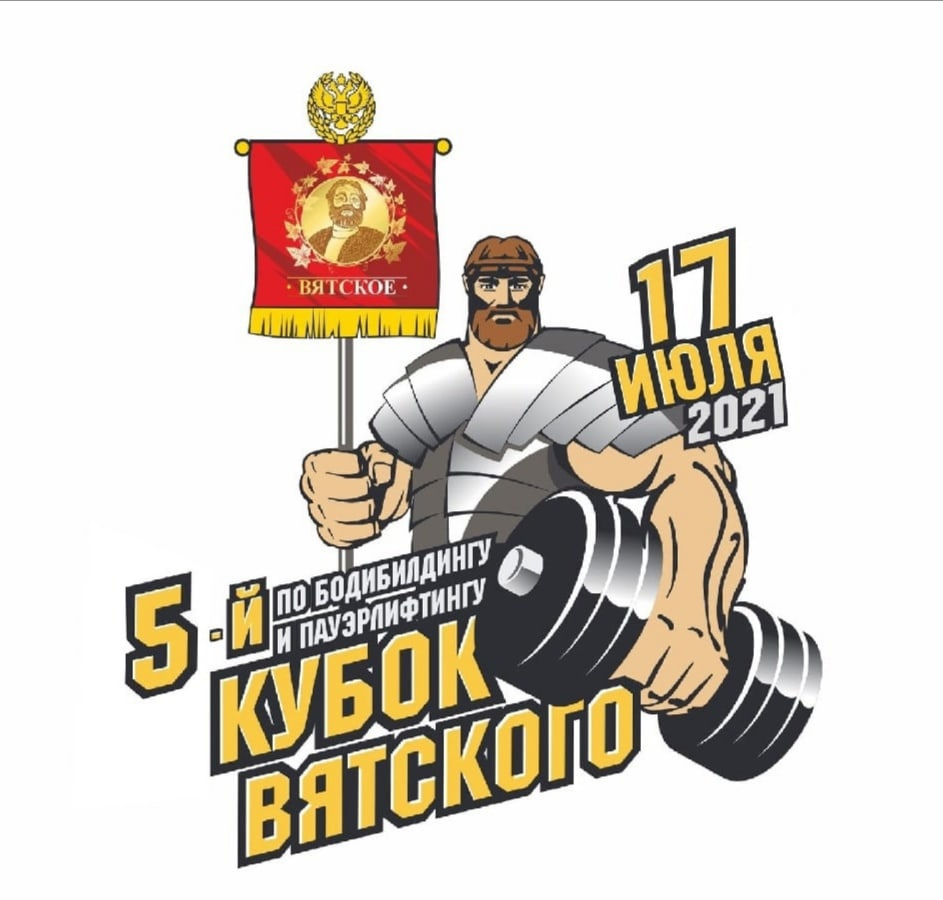 · ВЯТСКОЕ ·
17
ИЮЛЯ
2021
5-й
ПО БОДИБИЛДИНГУ
И ПАУЭРЛИФТИНГУ
КУБОК
ВЯТСКОГО